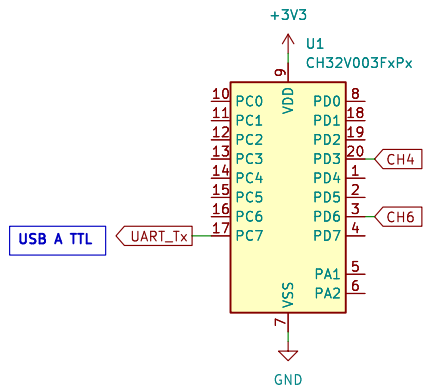 +3V3
U1
CH32V003FxPx
9
VDD
10 PC0 PD0 8
11 PC1 PD1 18
12 PC2 PD2 19
13 PC3 PD3 20 CH4
14 PC4 PD4 1
15 PC5 PD5 2
16 PC6 PD6 3 CH6
USB A TTL UART_Tx 17 PC7 PD7 4
PA1 5
PA2 6
VSS
7
GND